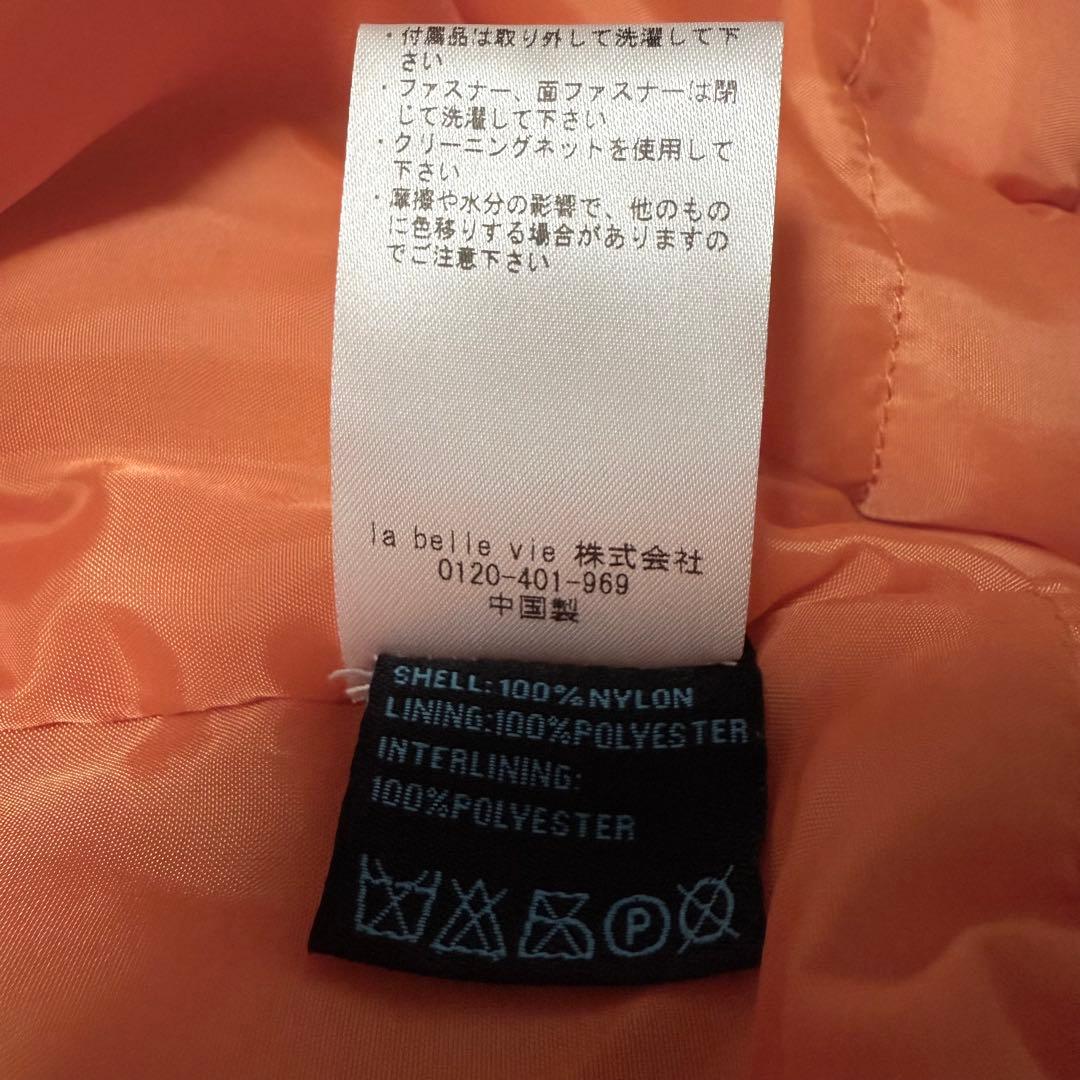 ・付属品は取り外して洗濯して下
さい
・ファスナー、面ファスナーは閉
じて洗濯して下さい
・クリーニングネットを使用して
下さい
・摩擦や水分の影響で、他のもの
に色移りする場合がありますの
でご注意下さい
la belle vie 株式会社
0120-401-969
中国製
SHELL:100%NYLON
LINING:100%POLYESTER
INTERLINING:
100%POLYESTER
P